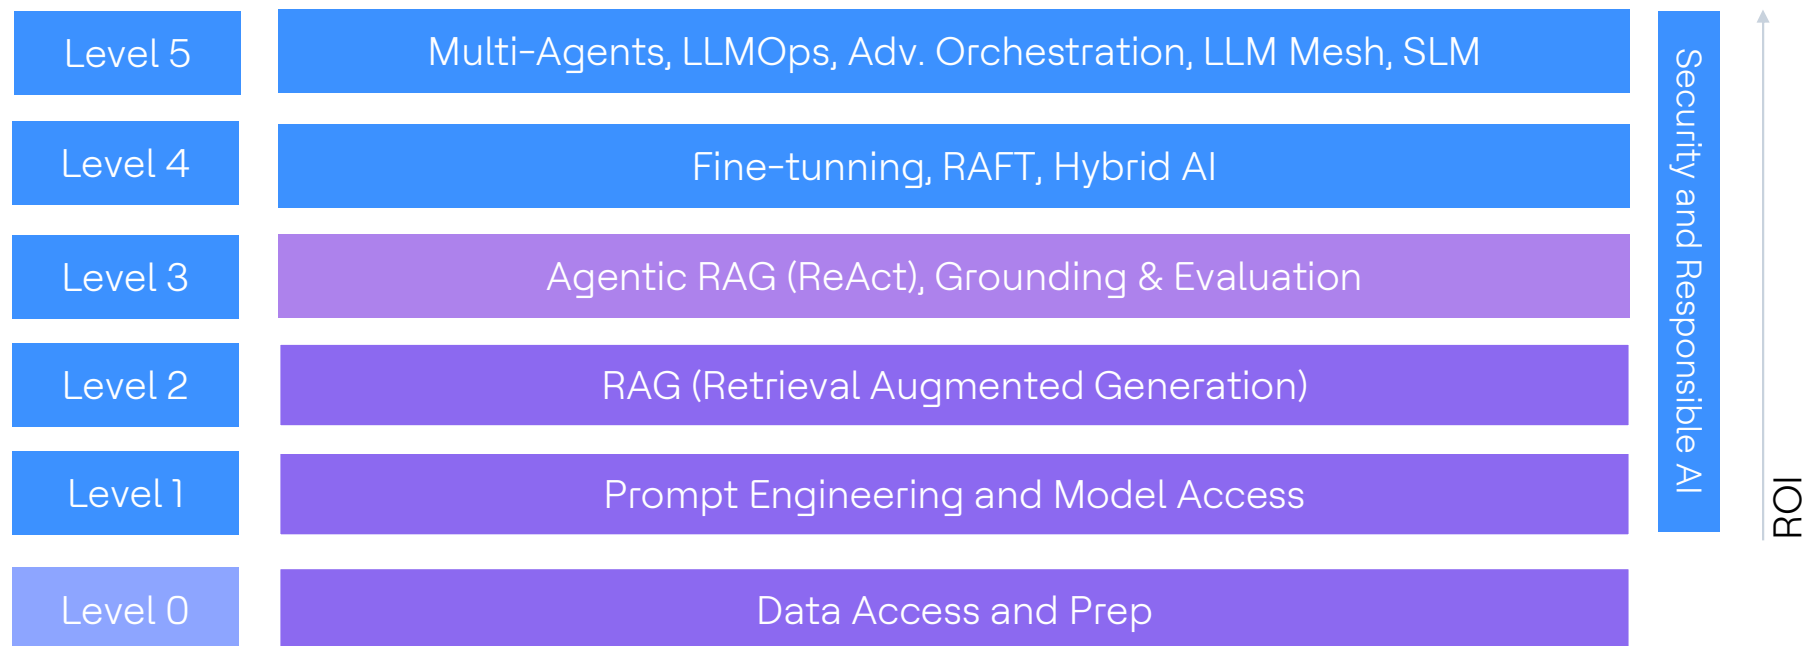 Level 5
Multi-Agents, LLMOps, Adv. Orchestration, LLM Mesh, SLM
Level 4
Fine-tunning, RAFT, Hybrid AI
Level 3
Agentic RAG (ReAct), Grounding & Evaluation
Level 2
RAG (Retrieval Augmented Generation)
Level 1
Prompt Engineering and Model Access
Level 0
Data Access and Prep
Security and Responsible AI
ROI